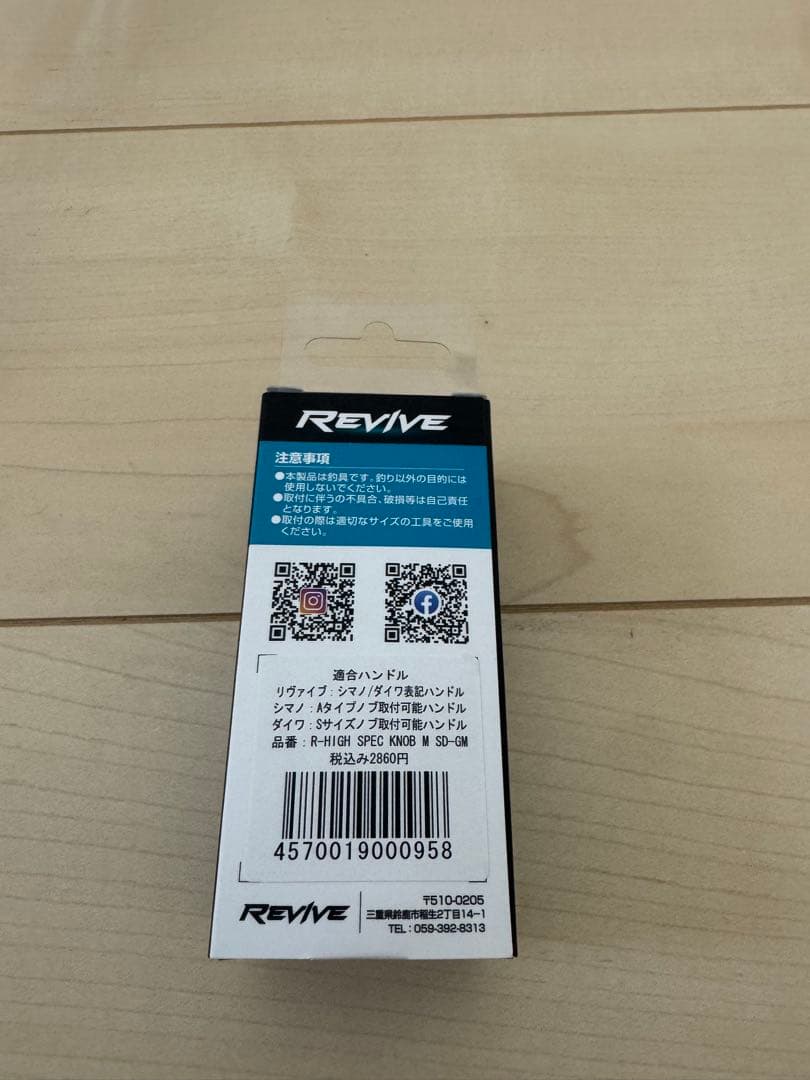 REVIVE
注意事項
●本製品は釣具です。釣り以外の目的には
使用しないでください。
●取付に伴うの不具合、破損等は自己責任
となります。
●取付の際は適切なサイズの工具をご使用
ください。
適合ハンドル
リヴァイブ：シマノ/ダイワ表記ハンドル
シマノ：Aタイプノブ取付可能ハンドル
ダイワ：Sサイズノブ取付可能ハンドル
品番：R-HIGH SPEC KNOB M SD-GM
税込み2860円
4570019000958
REVIVE
〒510-0205
三重県鈴鹿市稲生2丁目14-1
TEL：059-392-8313